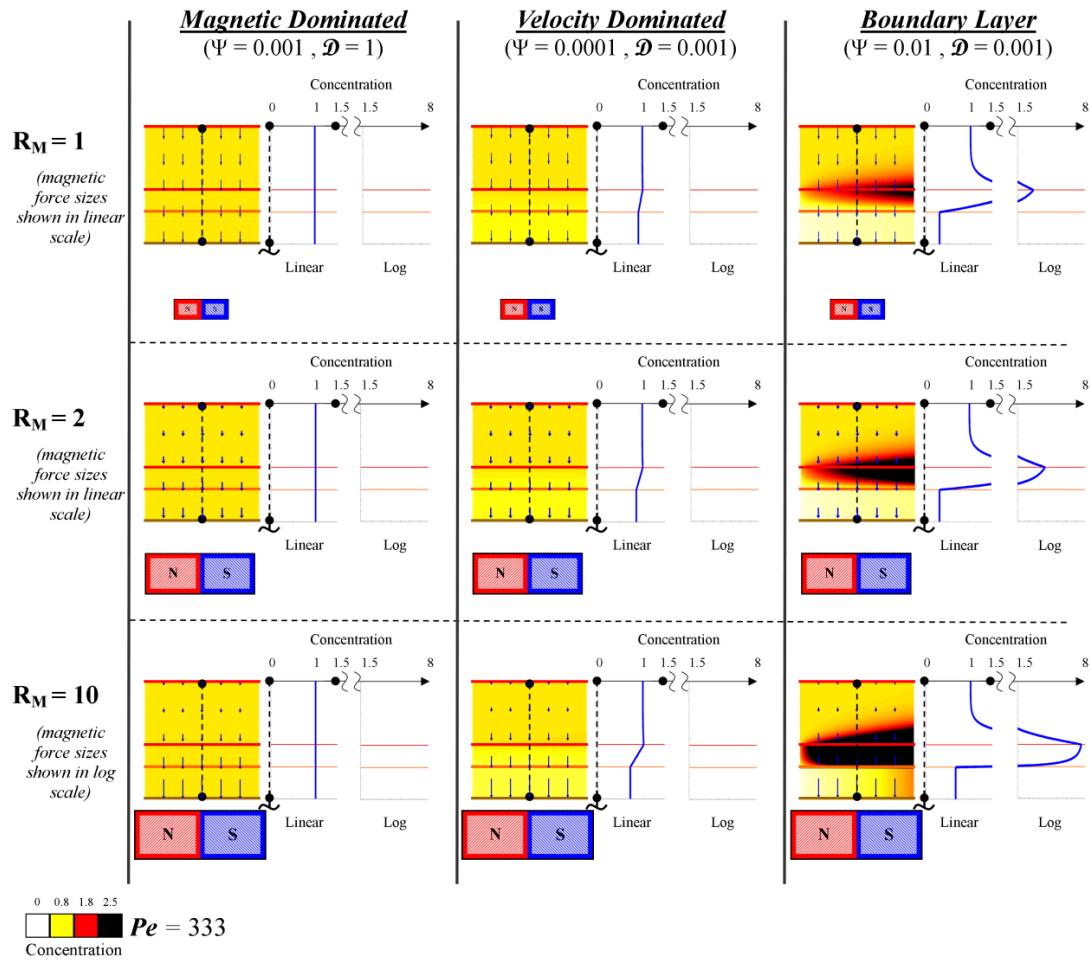 Magnetic Dominated
(Ψ = 0.001 , 𝓓 = 1)
Velocity Dominated
(Ψ = 0.0001 , 𝓓 = 0.001)
Boundary Layer
(Ψ = 0.01 , 𝓓 = 0.001)
R_M = 1
(magnetic
force sizes
shown in linear
scale)
Concentration
0 1 1.5 1.5 8
Linear Log
N S
Concentration
0 1 1.5 1.5 8
Linear Log
N S
Concentration
0 1 1.5 1.5 8
Linear Log
N S
R_M = 2
(magnetic
force sizes
shown in linear
scale)
Concentration
0 1 1.5 1.5 8
Linear Log
N S
Concentration
0 1 1.5 1.5 8
Linear Log
N S
Concentration
0 1 1.5 1.5 8
Linear Log
N S
R_M = 10
(magnetic
force sizes
shown in log
scale)
Concentration
0 1 1.5 1.5 8
Linear Log
N S
Concentration
0 1 1.5 1.5 8
Linear Log
N S
Concentration
0 1 1.5 1.5 8
Linear Log
N S
0 0.8 1.8 2.5
Concentration
Pe = 333